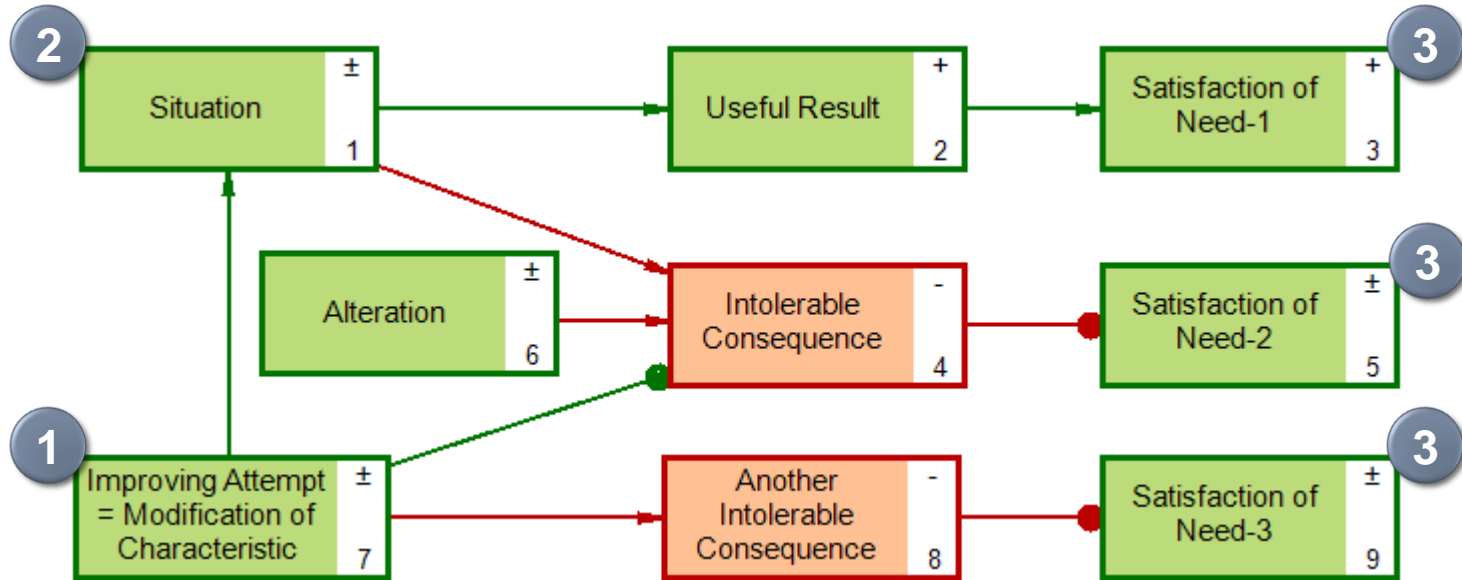 2
Situation
±
1
Useful Result
+
2
3
Satisfaction of
Need-1
+
3
Alteration
±
6
Intolerable
Consequence
-
4
3
Satisfaction of
Need-2
±
5
1
Improving Attempt
= Modification of
Characteristic
±
7
Another
Intolerable
Consequence
-
8
3
Satisfaction of
Need-3
±
9